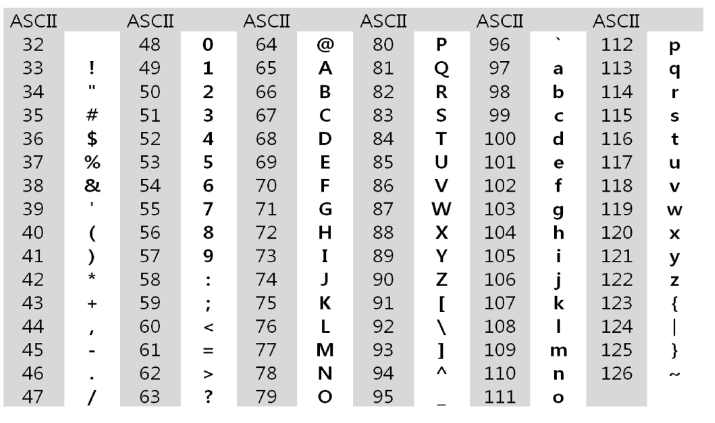 ASCII ASCII ASCII ASCII ASCII ASCII
32 48 0 64 @ 80 P 96 ` 112 p
33 ! 49 1 65 A 81 Q 97 a 113 q
34 " 50 2 66 B 82 R 98 b 114 r
35 # 51 3 67 C 83 S 99 c 115 s
36 $ 52 4 68 D 84 T 100 d 116 t
37 % 53 5 69 E 85 U 101 e 117 u
38 & 54 6 70 F 86 V 102 f 118 v
39 ' 55 7 71 G 87 W 103 g 119 w
40 ( 56 8 72 H 88 X 104 h 120 x
41 ) 57 9 73 I 89 Y 105 i 121 y
42 * 58 : 74 J 90 Z 106 j 122 z
43 + 59 ; 75 K 91 [ 107 k 123 {
44 , 60 < 76 L 92 \ 108 l 124 |
45 - 61 = 77 M 93 ] 109 m 125 }
46 . 62 > 78 N 94 ^ 110 n 126 ~
47 / 63 ? 79 O 95 _ 111 o